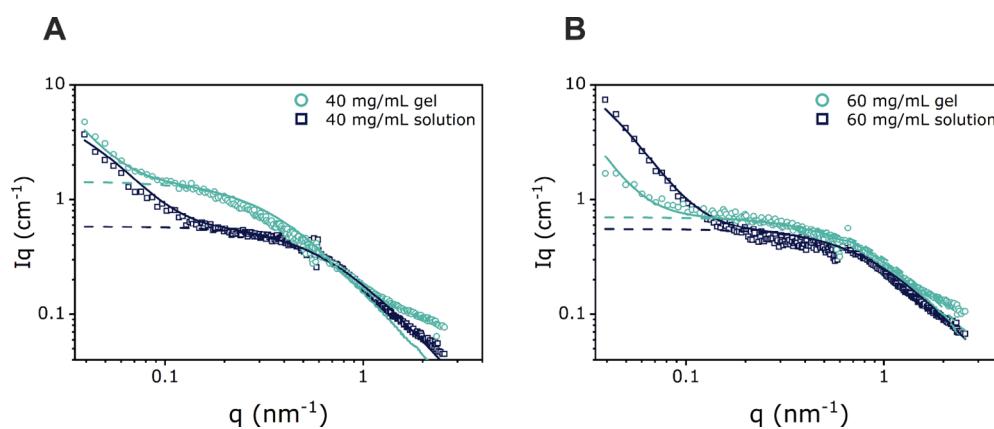 A
10
1
0.1
Iq (cm⁻¹)
0.1
1
q (nm⁻¹)
40 mg/mL gel
40 mg/mL solution
B
10
1
0.1
Iq (cm⁻¹)
0.1
1
q (nm⁻¹)
60 mg/mL gel
60 mg/mL solution